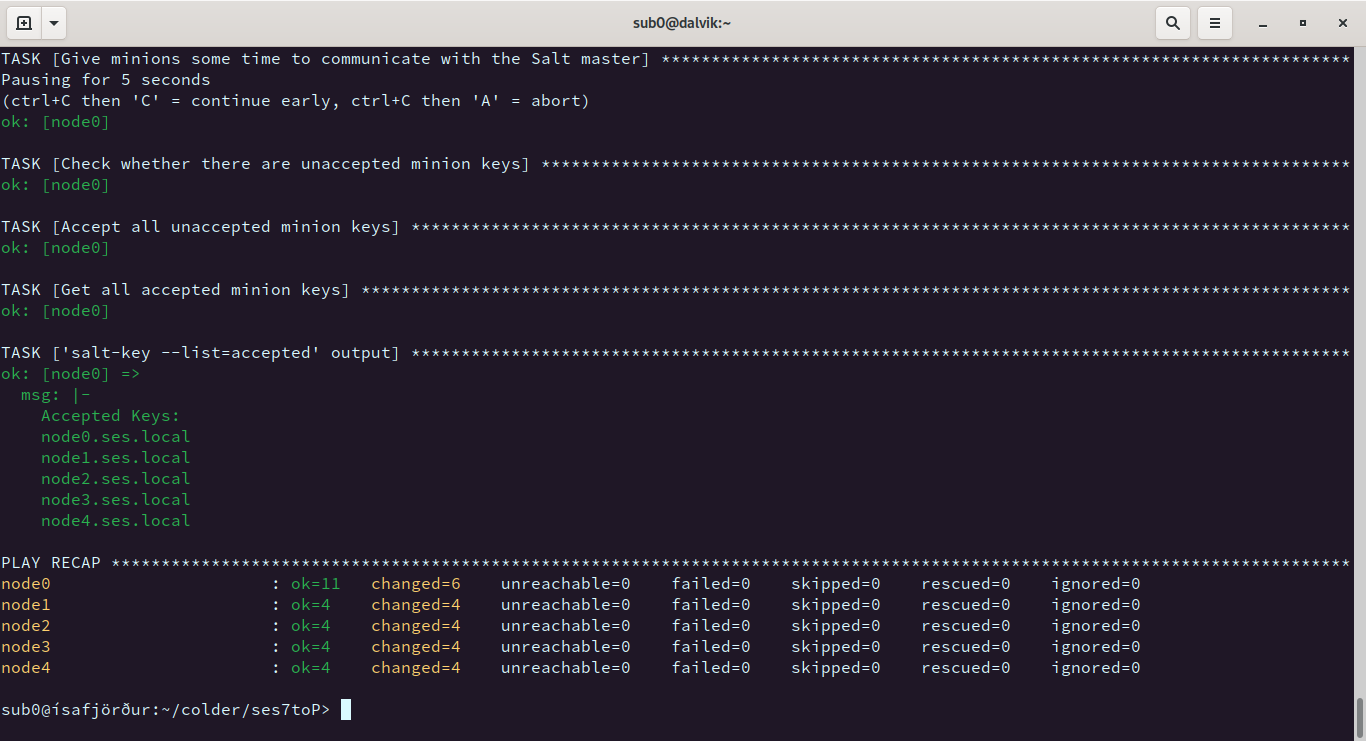 sub0@dalvik:~
TASK [Give minions some time to communicate with the Salt master] *********************************************************************
Pausing for 5 seconds
(ctrl+C then 'C' = continue early, ctrl+C then 'A' = abort)
ok: [node0]
TASK [Check whether there are unaccepted minion keys] *********************************************************************************
ok: [node0]
TASK [Accept all unaccepted minion keys] **********************************************************************************************
ok: [node0]
TASK [Get all accepted minion keys] ***************************************************************************************************
ok: [node0]
TASK ['salt-key --list=accepted' output] **********************************************************************************************
ok: [node0] =>
  msg: |-
    Accepted Keys:
    node0.ses.local
    node1.ses.local
    node2.ses.local
    node3.ses.local
    node4.ses.local
PLAY RECAP ****************************************************************************************************************************
node0                      : ok=11   changed=6    unreachable=0    failed=0    skipped=0    rescued=0    ignored=0
node1                      : ok=4    changed=4    unreachable=0    failed=0    skipped=0    rescued=0    ignored=0
node2                      : ok=4    changed=4    unreachable=0    failed=0    skipped=0    rescued=0    ignored=0
node3                      : ok=4    changed=4    unreachable=0    failed=0    skipped=0    rescued=0    ignored=0
node4                      : ok=4    changed=4    unreachable=0    failed=0    skipped=0    rescued=0    ignored=0
sub0@ísafjörður:~/colder/ses7toP>